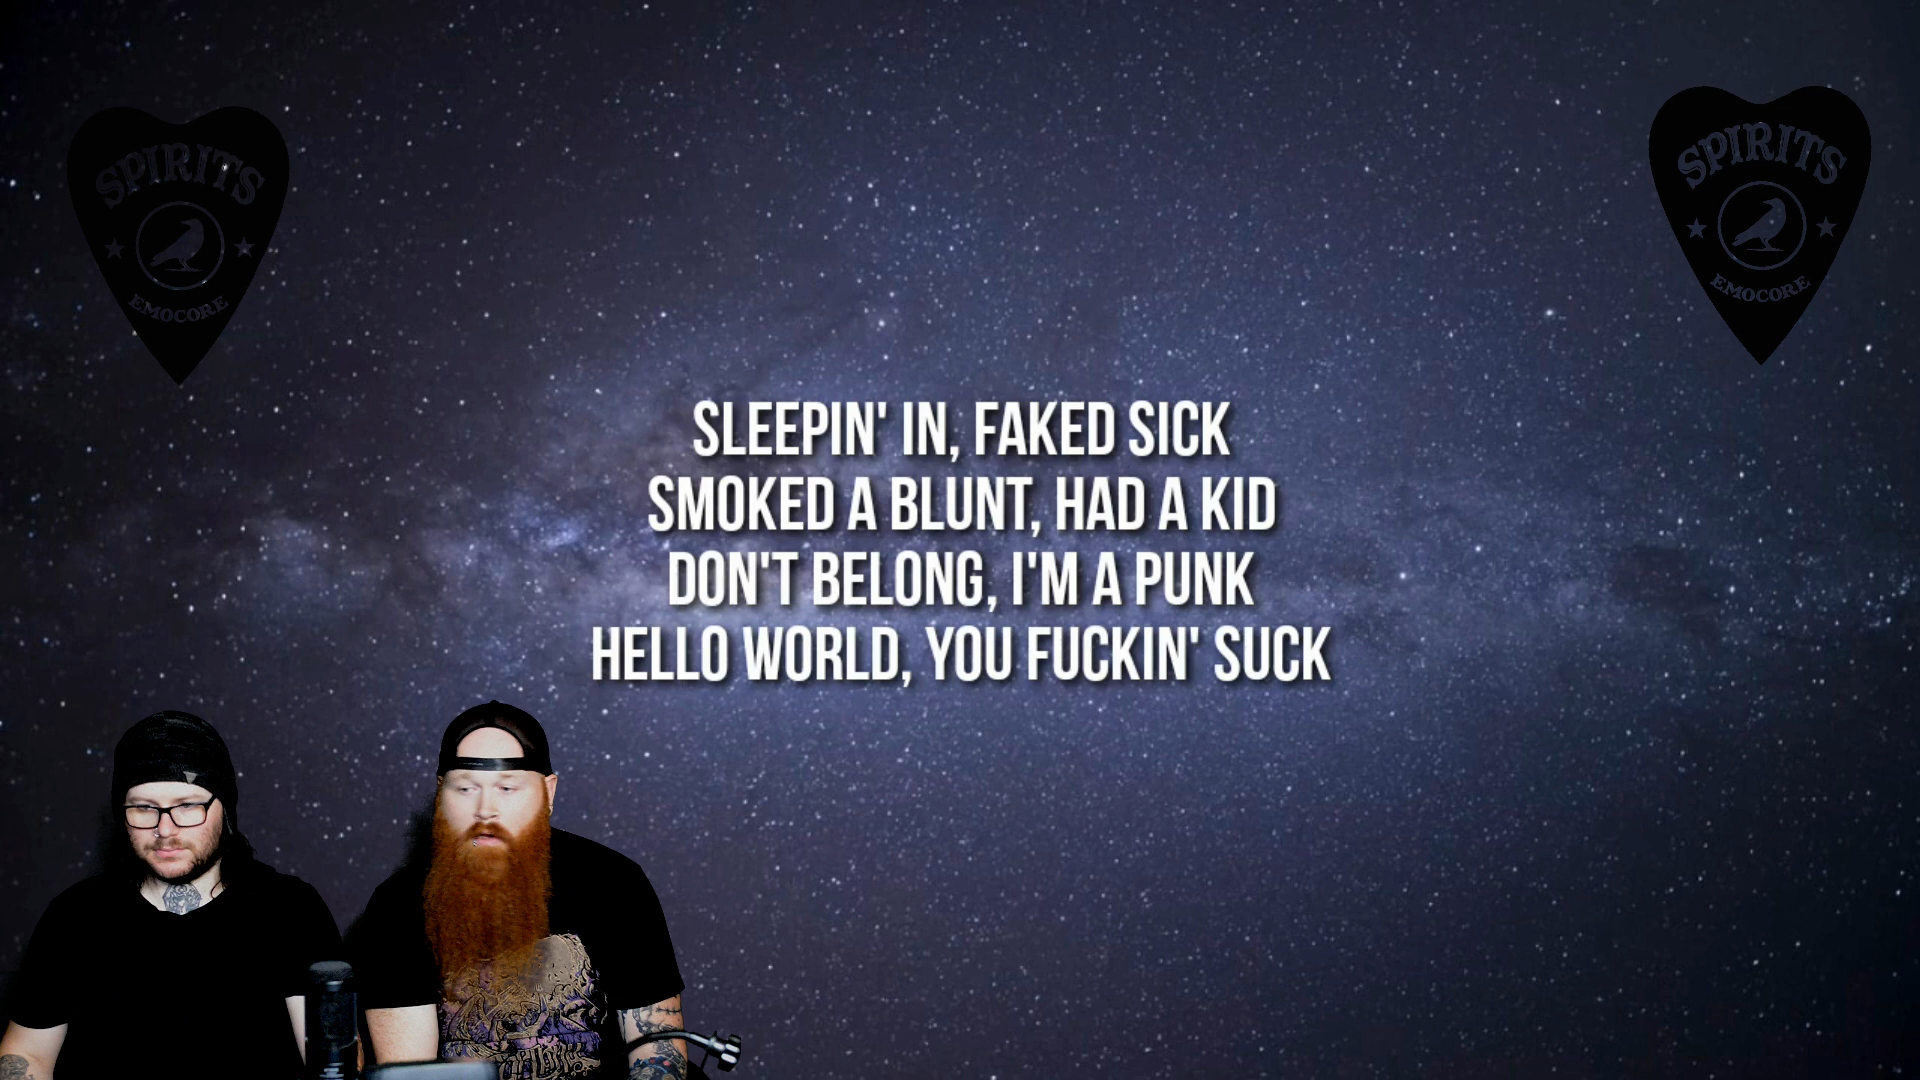 SPIRITS
EMOCORE
SPIRITS
EMOCORE
SLEEPIN' IN, FAKED SICK
SMOKED A BLUNT, HAD A KID
DON'T BELONG, I'M A PUNK
HELLO WORLD, YOU FUCKIN' SUCK